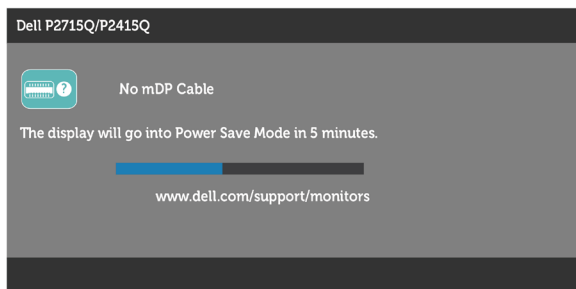 Dell P2715Q/P2415Q
?
No mDP Cable
The display will go into Power Save Mode in 5 minutes.
www.dell.com/support/monitors